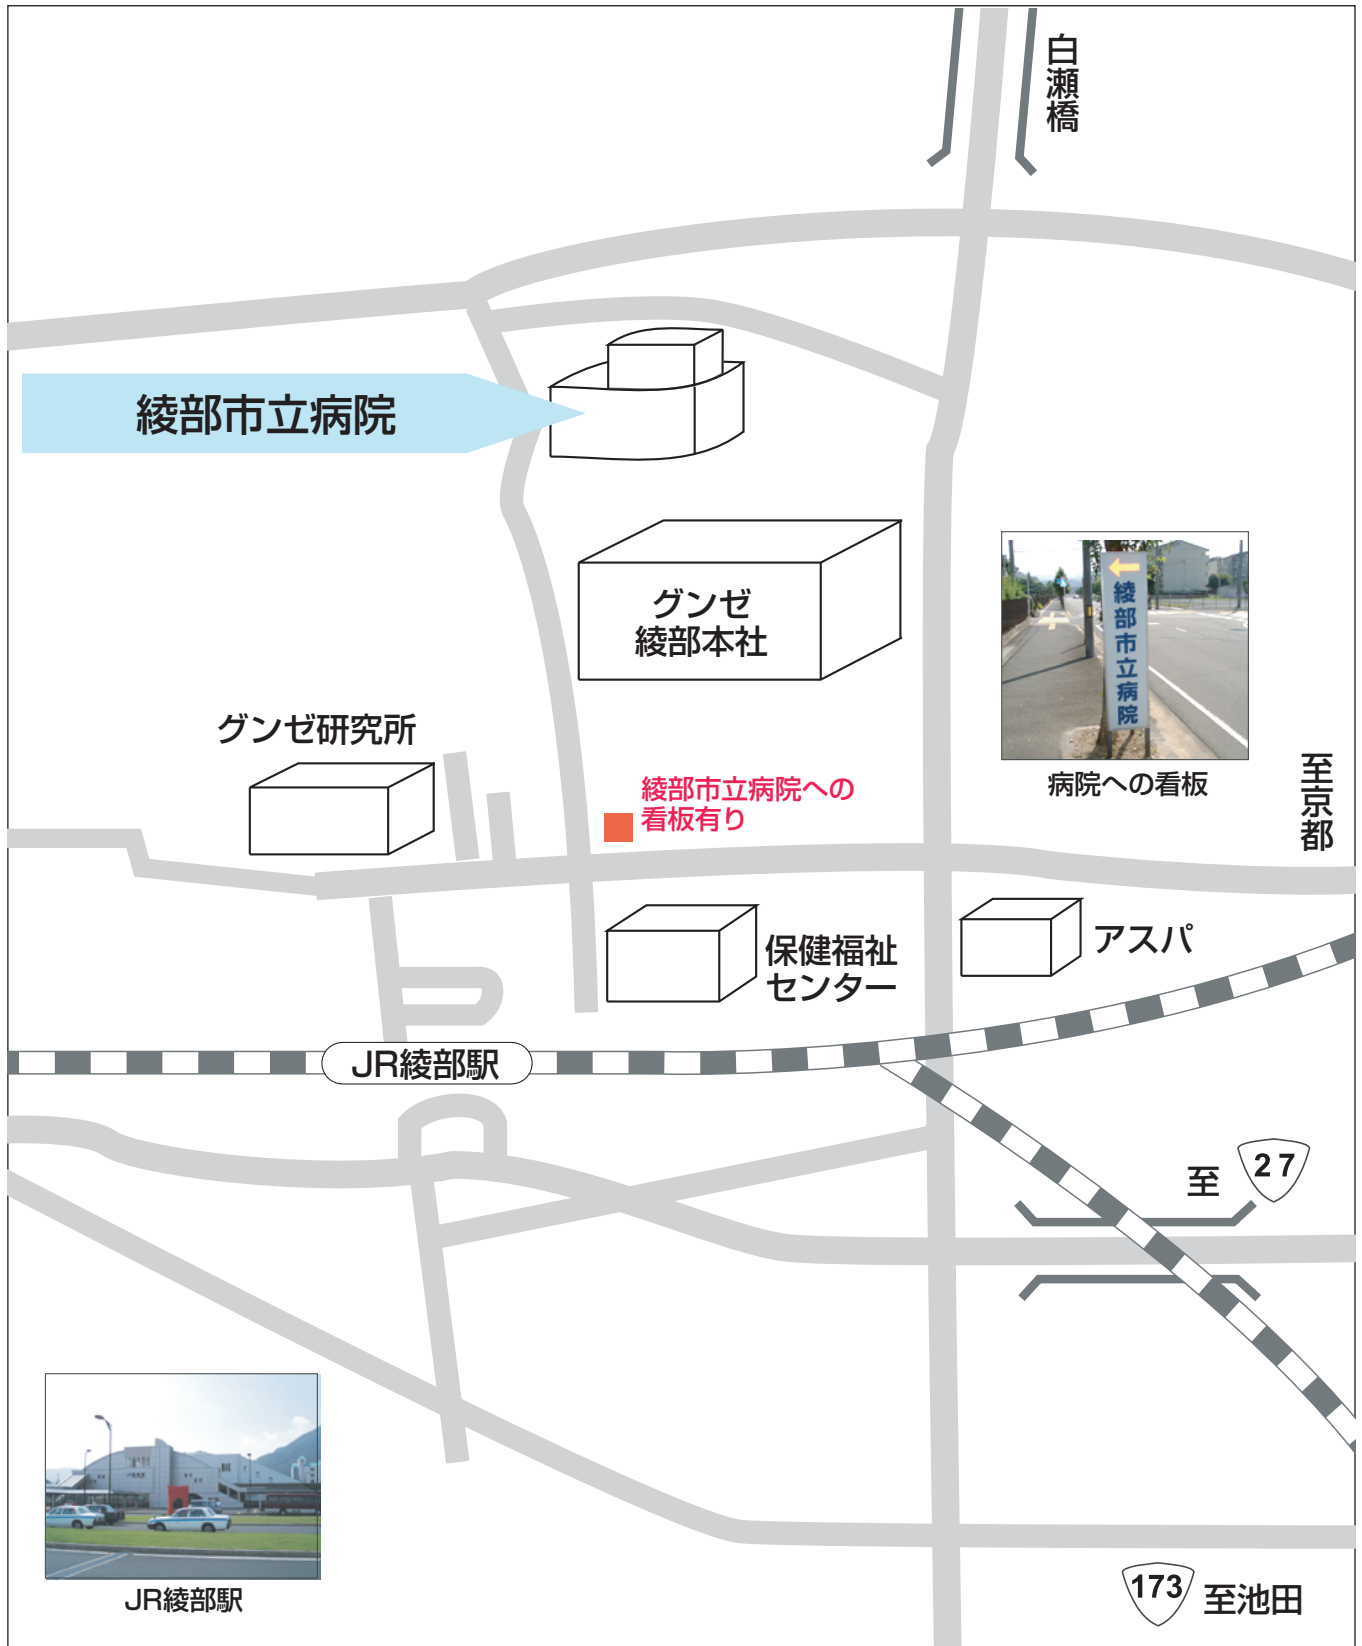 白瀬橋
綾部市立病院
グンゼ
綾部本社
綾部市立病院
病院への看板
至京都
グンゼ研究所
綾部市立病院への
看板有り
保健福祉
センター
アスパ
JR綾部駅
至 27
JR綾部駅
173 至池田